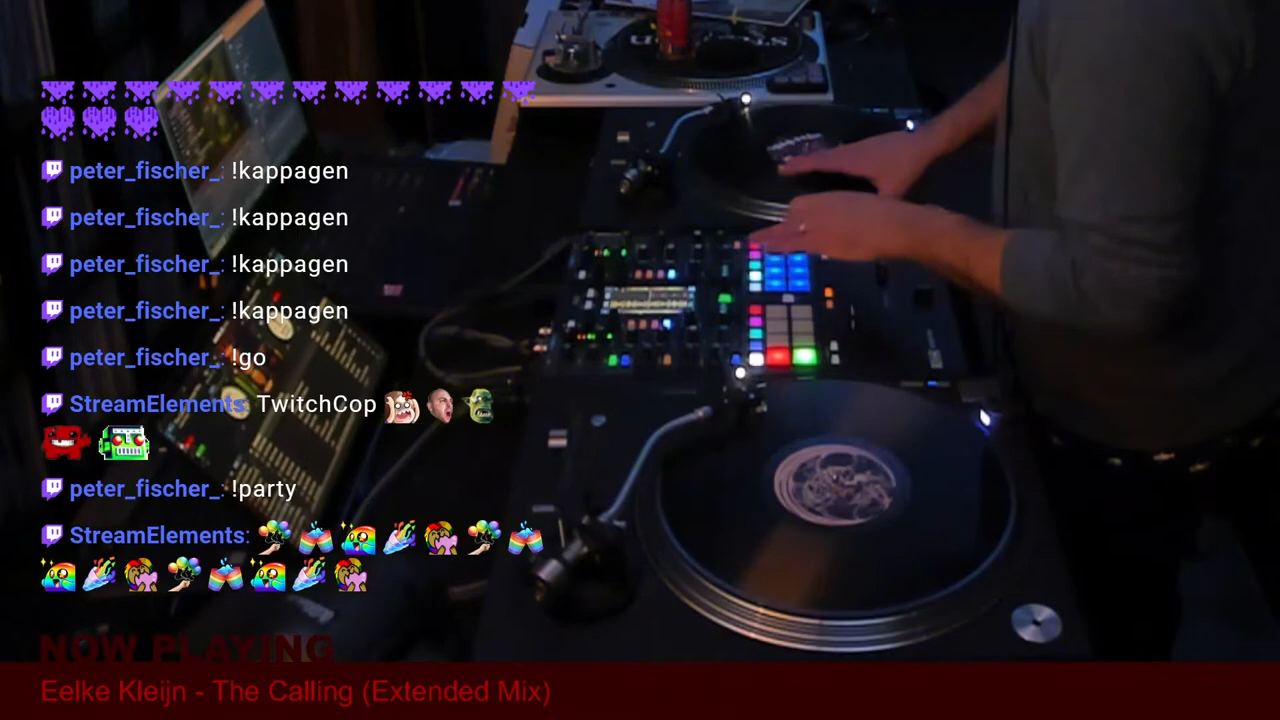 peter_fischer_: !kappagen
peter_fischer_: !kappagen
peter_fischer_: !kappagen
peter_fischer_: !kappagen
peter_fischer_: !go
StreamElements: TwitchCop
peter_fischer_: !party
StreamElements:
NOW PLAYING
Eelke Kleijn - The Calling (Extended Mix)